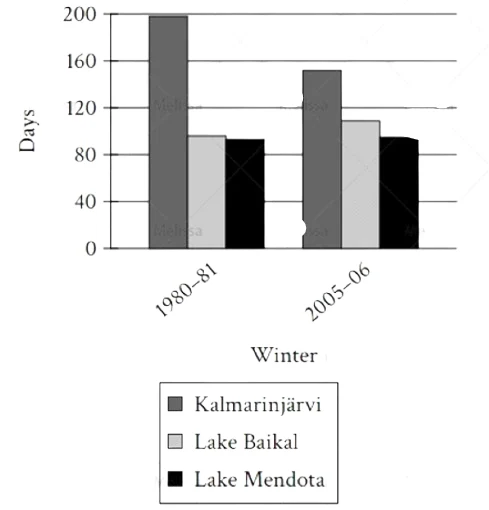 200
160
120
80
40
0
Days
1980–81
2005–06
Winter
Kalmarinjärvi
Lake Baikal
Lake Mendota